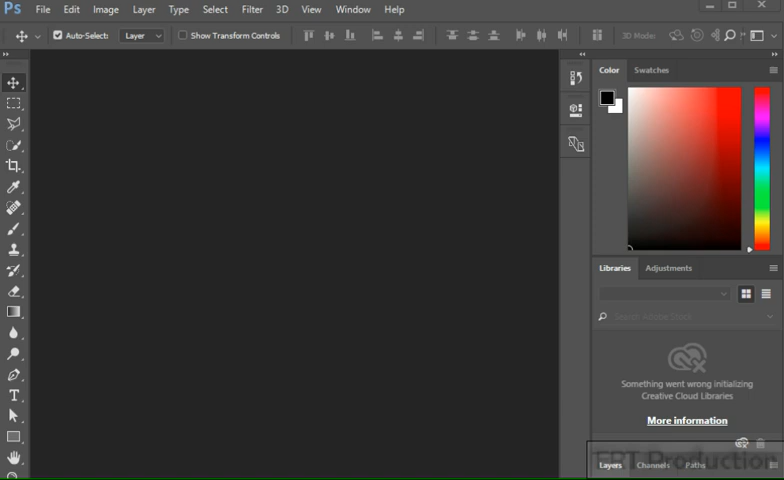 Ps File Edit Image Layer Type Select Filter 3D View Window Help
Auto-Select: Layer Show Transform Controls 3D Mode:
Color Swatches
Libraries Adjustments
Search Adobe Stock
Something went wrong initializing
Creative Cloud Libraries
More information
FRT Production
Layers Channels Paths